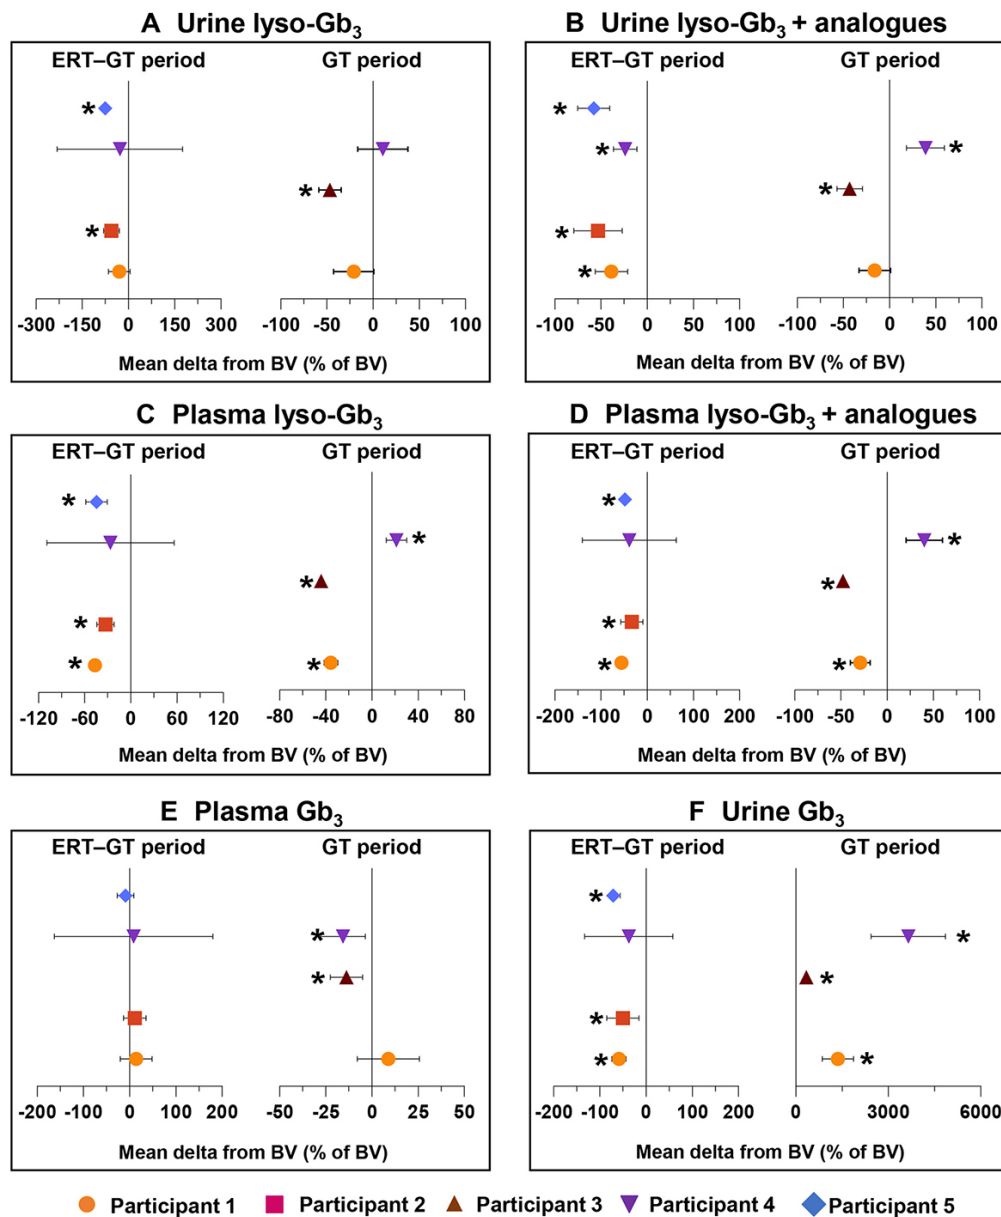 A Urine lyso-Gb₃
ERT–GT period GT period
* * *
-300 -150 0 150 300 -100 -50 0 50 100
Mean delta from BV (% of BV)
B Urine lyso-Gb₃ + analogues
ERT–GT period GT period
* * * * * *
-100 -50 0 50 100 -100 -50 0 50 100
Mean delta from BV (% of BV)
C Plasma lyso-Gb₃
ERT–GT period GT period
* * * * * *
-120 -60 0 60 120 -80 -40 0 40 80
Mean delta from BV (% of BV)
D Plasma lyso-Gb₃ + analogues
ERT–GT period GT period
* * * * * *
-200 -100 0 100 200 -100 -50 0 50 100
Mean delta from BV (% of BV)
E Plasma Gb₃
ERT–GT period GT period
* *
-200 -100 0 100 200 -50 -25 0 25 50
Mean delta from BV (% of BV)
F Urine Gb₃
ERT–GT period GT period
* * * * * *
-200 -100 0 100 200 0 3000 6000
Mean delta from BV (% of BV)
Participant 1 Participant 2 Participant 3 Participant 4 Participant 5